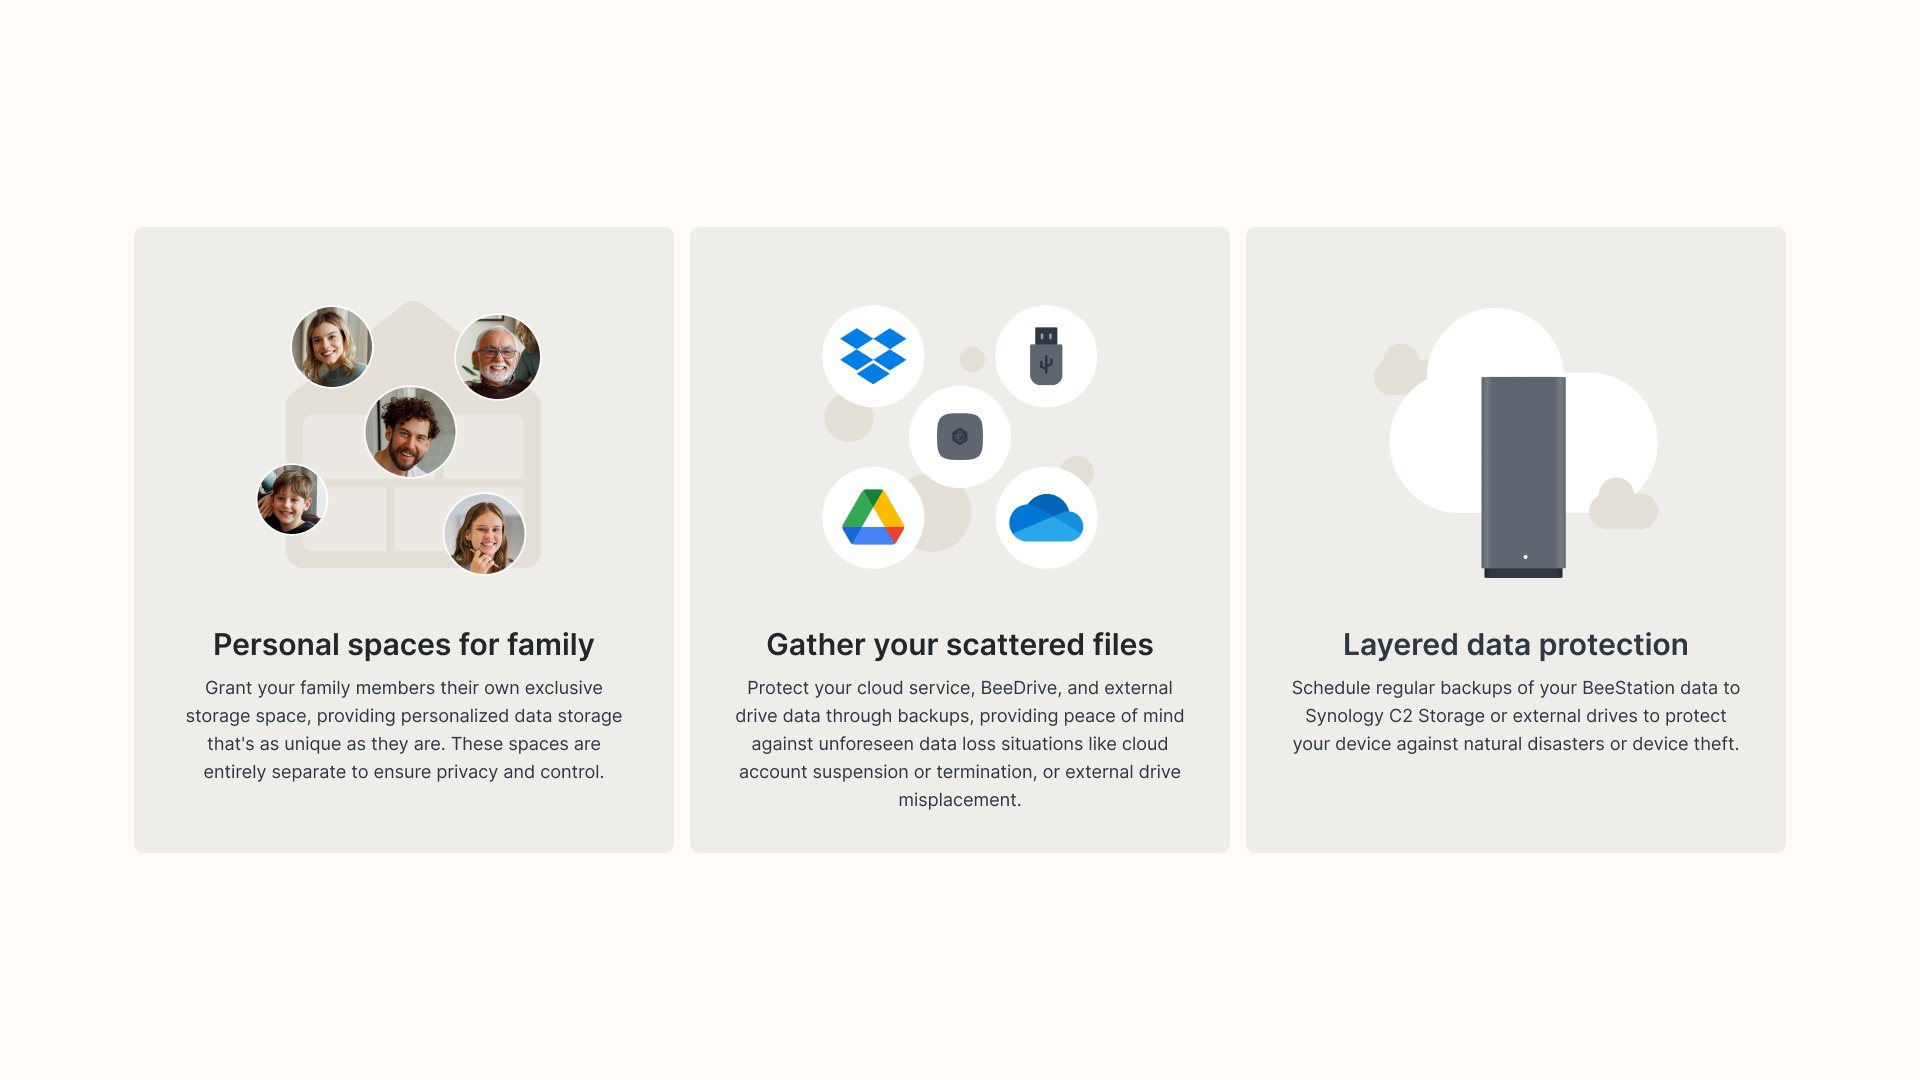 Personal spaces for family
Grant your family members their own exclusive
storage space, providing personalized data storage
that's as unique as they are. These spaces are
entirely separate to ensure privacy and control.
Gather your scattered files
Protect your cloud service, BeeDrive, and external
drive data through backups, providing peace of mind
against unforeseen data loss situations like cloud
account suspension or termination, or external drive
misplacement.
Layered data protection
Schedule regular backups of your BeeStation data to
Synology C2 Storage or external drives to protect
your device against natural disasters or device theft.